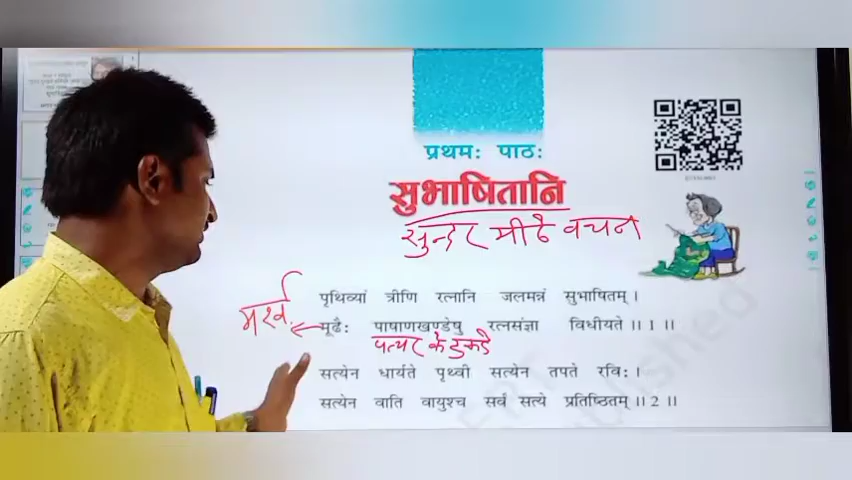 प्रथमः पाठः
सुभाषितानि
सुन्दर मीठे वचन
पृथिव्यां त्रीणि रत्नानि जलमन्नं सुभाषितम् ।
मूर्ख
मूढैः पाषाणखण्डेषु रत्नसंज्ञा विधीयते ।। 1 ।।
पत्थर के टुकडे
सत्येन धार्यते पृथ्वी सत्येन तपते रविः ।
सत्येन वाति वायुश्च सर्वं सत्ये प्रतिष्ठितम् ।। 2 ।।